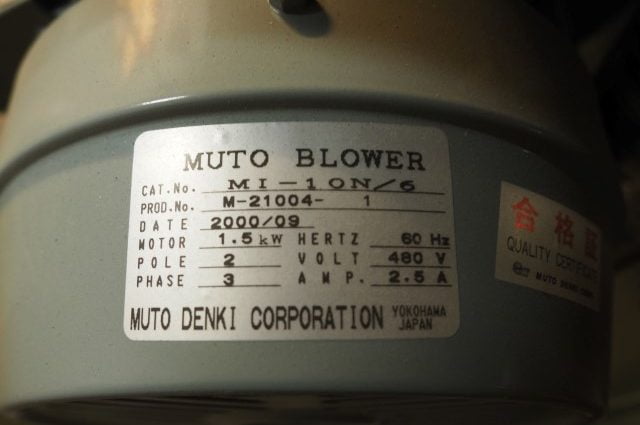 MUTO BLOWER
CAT.No. MI-10N/6
PROD.No. M-21004- 1
DATE 2000/09
MOTOR 1.5kW HERTZ 60 Hz
POLE 2 VOLT 480 V
PHASE 3 AMP. 2.5 A
MUTO DENKI CORPORATION YOKOHAMA JAPAN
合格証
QUALITY CERTIFICATE
MUTO DENKI